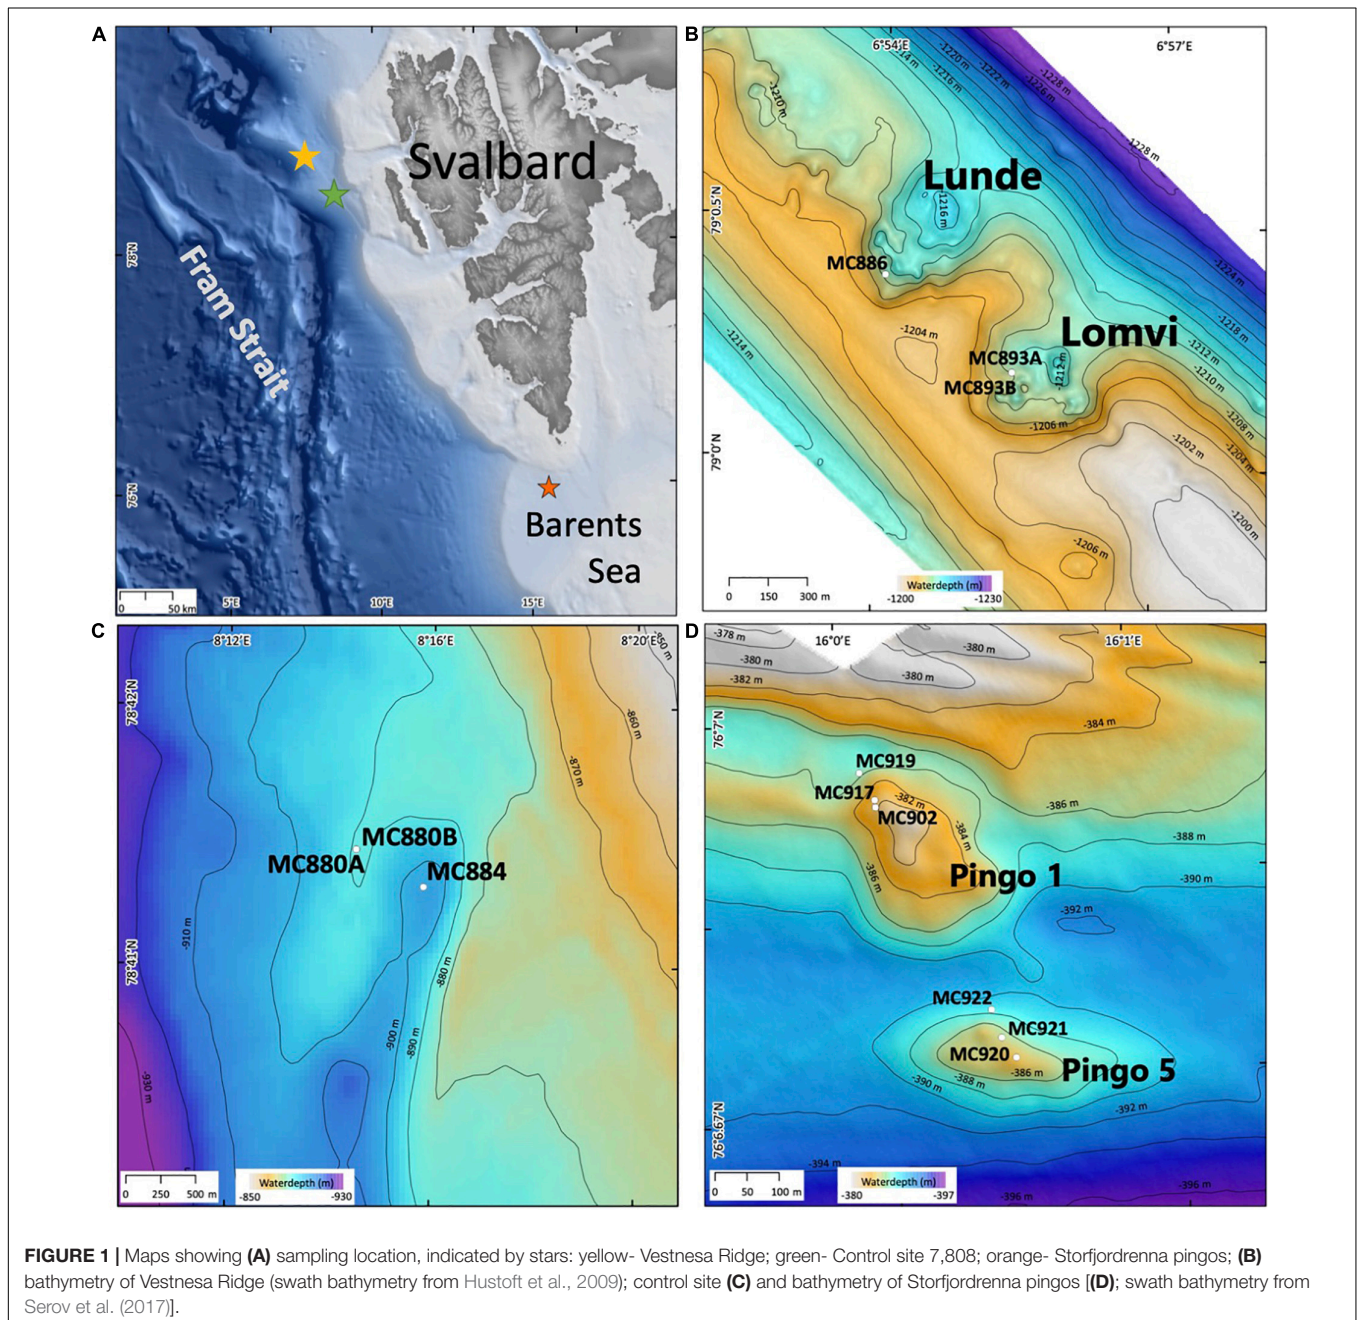 A
Svalbard
Fram Strait
Barents
Sea
78°N
76°N
0 50 km
5°E 10°E 15°E
B
6°54'E 6°57'E
-1214 m
-1216 m
-1220 m
-1222 m
-1226 m
-1228 m
-1228 m
-1210 m
Lunde
-1216 m
79°0.5'N
MC886
-1224 m
-1218 m
-1204 m
Lomvi
MC893A
-1212 m
MC893B
-1212 m
-1210 m
-1214 m
-1206 m
-1208 m
-1204 m
-1202 m
79°0'N
0
-1200 m
-1206 m
0 150 300 m
Waterdepth (m)
-1200 -1230
C
8°12'E 8°16'E 8°20'E
-850 m
78°42'N
-860 m
-870 m
MC880B
MC880A
MC884
-910 m
78°41'N
-880 m
-900 m
-890 m
-930 m
0 250 500 m
Waterdepth (m)
-850 -930
D
16°0'E 16°1'E
-378 m
-380 m
-380 m
-380 m
-382 m
-384 m
76°7'N
MC919
MC917
-382 m
MC902
-386 m
-384 m
-388 m
-386 m
Pingo 1
-390 m
-392 m
MC922
MC921
MC920
-386 m
Pingo 5
-388 m
-390 m
-392 m
76°6.67'N
-394 m
-396 m
-396 m
0 50 100 m
Waterdepth (m)
-380 -397
FIGURE 1 | Maps showing (A) sampling location, indicated by stars: yellow- Vestnesa Ridge; green- Control site 7,808; orange- Storfjordrenna pingos; (B)
bathymetry of Vestnesa Ridge (swath bathymetry from Hustoft et al., 2009); control site (C) and bathymetry of Storfjordrenna pingos [(D); swath bathymetry from
Serov et al. (2017)].